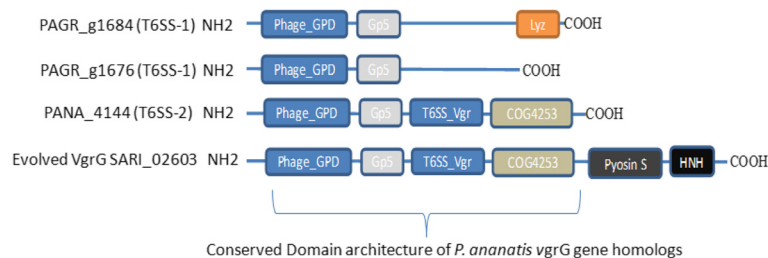 PAGR_g1684 (T6SS-1) NH2 Phage_GPD Gp5 Lyz COOH
PAGR_g1676 (T6SS-1) NH2 Phage_GPD Gp5 COOH
PANA_4144 (T6SS-2) NH2 Phage_GPD Gp5 T6SS_Vgr COG4253 COOH
Evolved VgrG SARI_02603 NH2 Phage_GPD Gp5 T6SS_Vgr COG4253 Pyosin S HNH COOH
Conserved Domain architecture of P. ananatis vgrG gene homologs